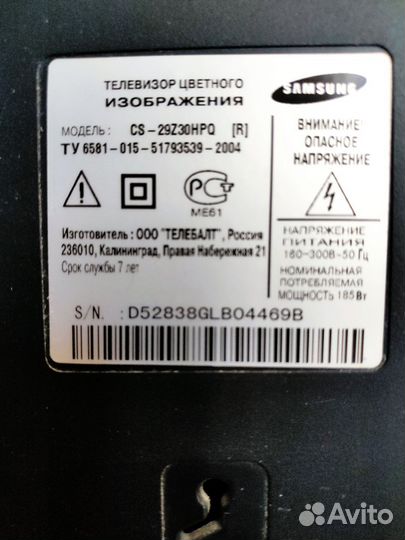 ТЕЛЕВИЗОР ЦВЕТНОГО
ИЗОБРАЖЕНИЯ
МОДЕЛЬ: CS-29Z30HPQ [R]
ТУ 6581-015-51793539-2004
SAMSUNG
ВНИМАНИЕ!
ОПАСНОЕ
НАПРЯЖЕНИЕ
РСТ
МЕ61
Изготовитель: ООО "ТЕЛЕБАЛТ", Россия
236010, Калининград, Правая Набережная 21
Срок службы 7 лет
НАПРЯЖЕНИЕ
ПИТАНИЯ
160-300В~50 Гц
НОМИНАЛЬНАЯ
ПОТРЕБЛЯЕМАЯ
МОЩНОСТЬ 185Вт
S/N. : D52838GLB04469B
Avito